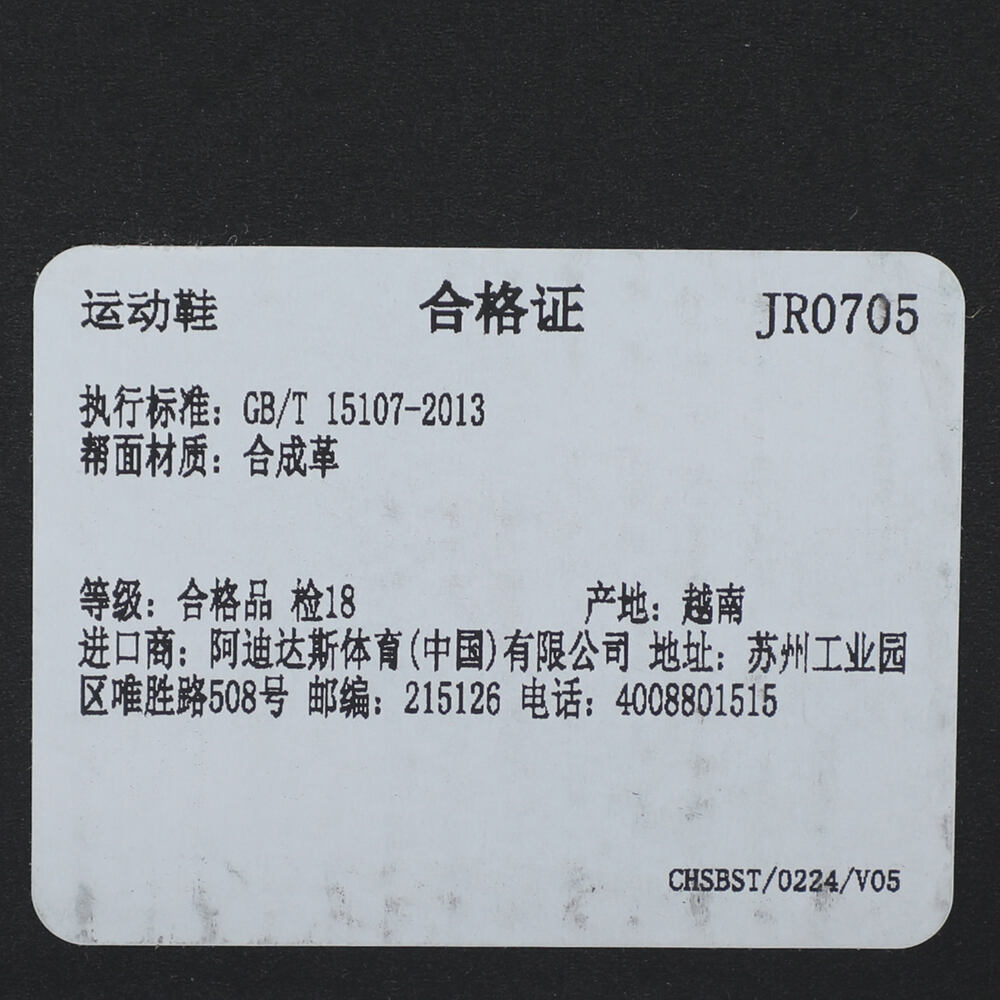 运动鞋 合格证 JR0705
执行标准: GB/T 15107-2013
帮面材质: 合成革
等级: 合格品 检18 产地: 越南
进口商: 阿迪达斯体育(中国)有限公司 地址: 苏州工业园
区唯胜路508号 邮编: 215126 电话: 4008801515
CHSBST/0224/V05